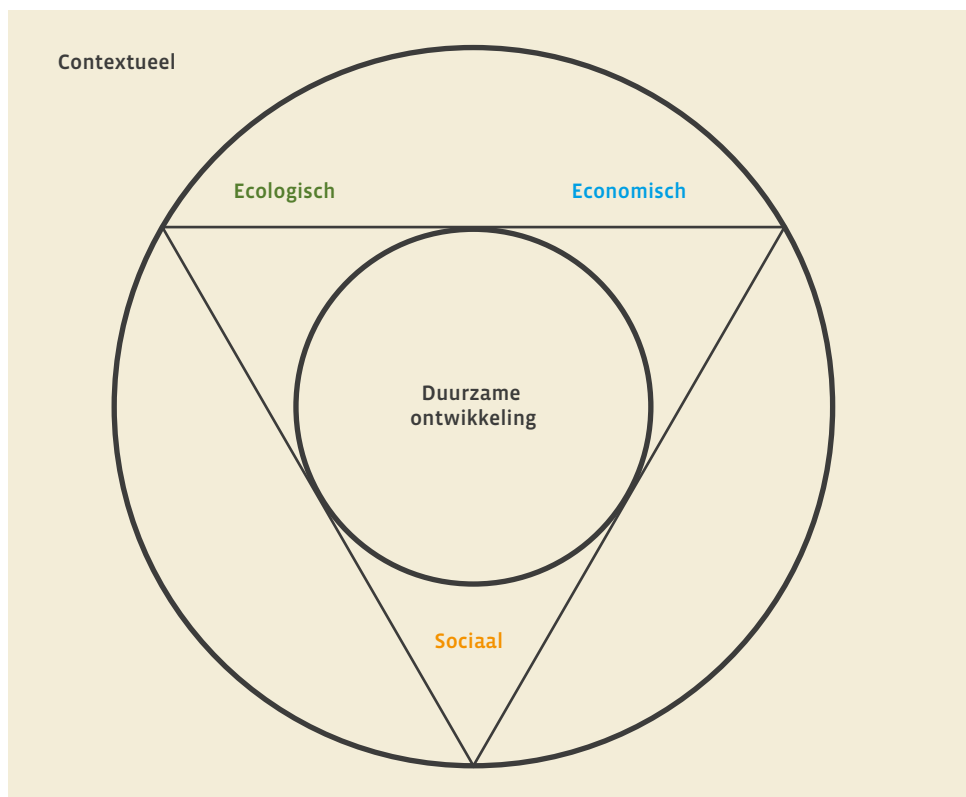 Contextueel
Ecologisch
Economisch
Duurzame
ontwikkeling
Sociaal